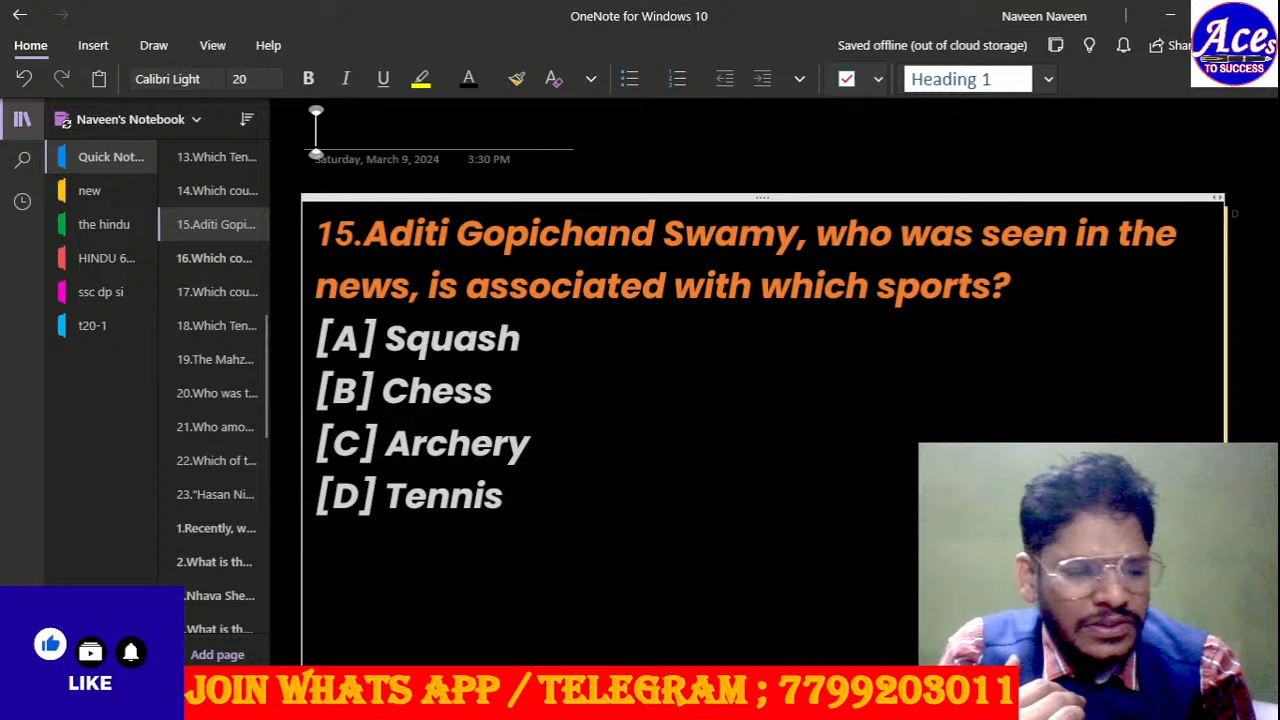 OneNote for Windows 10
Naveen Naveen
Home
Insert
Draw
View
Help
Saved offline (out of cloud storage)
Aces
TO SUCCESS
Calibri Light
20
B
I
U
A
Heading 1
Naveen's Notebook
Quick Not...
new
the hindu
HINDU 6...
ssc dp si
t20-1
13.Which Ten...
14.Which cou...
15.Aditi Gopi...
16.Which co...
17.Which cou...
18.Which Ten...
19.The Mahz...
20.Who was t...
21.Who amo...
22.Which of t...
23."Hasan Ni...
1.Recently, w...
2.What is th...
.Nhava She...
.What is th...
Add page
Saturday, March 9, 2024
3:30 PM
15.Aditi Gopichand Swamy, who was seen in the
news, is associated with which sports?
[A] Squash
[B] Chess
[C] Archery
[D] Tennis
LIKE
JOIN WHATS APP / TELEGRAM ; 7799203011